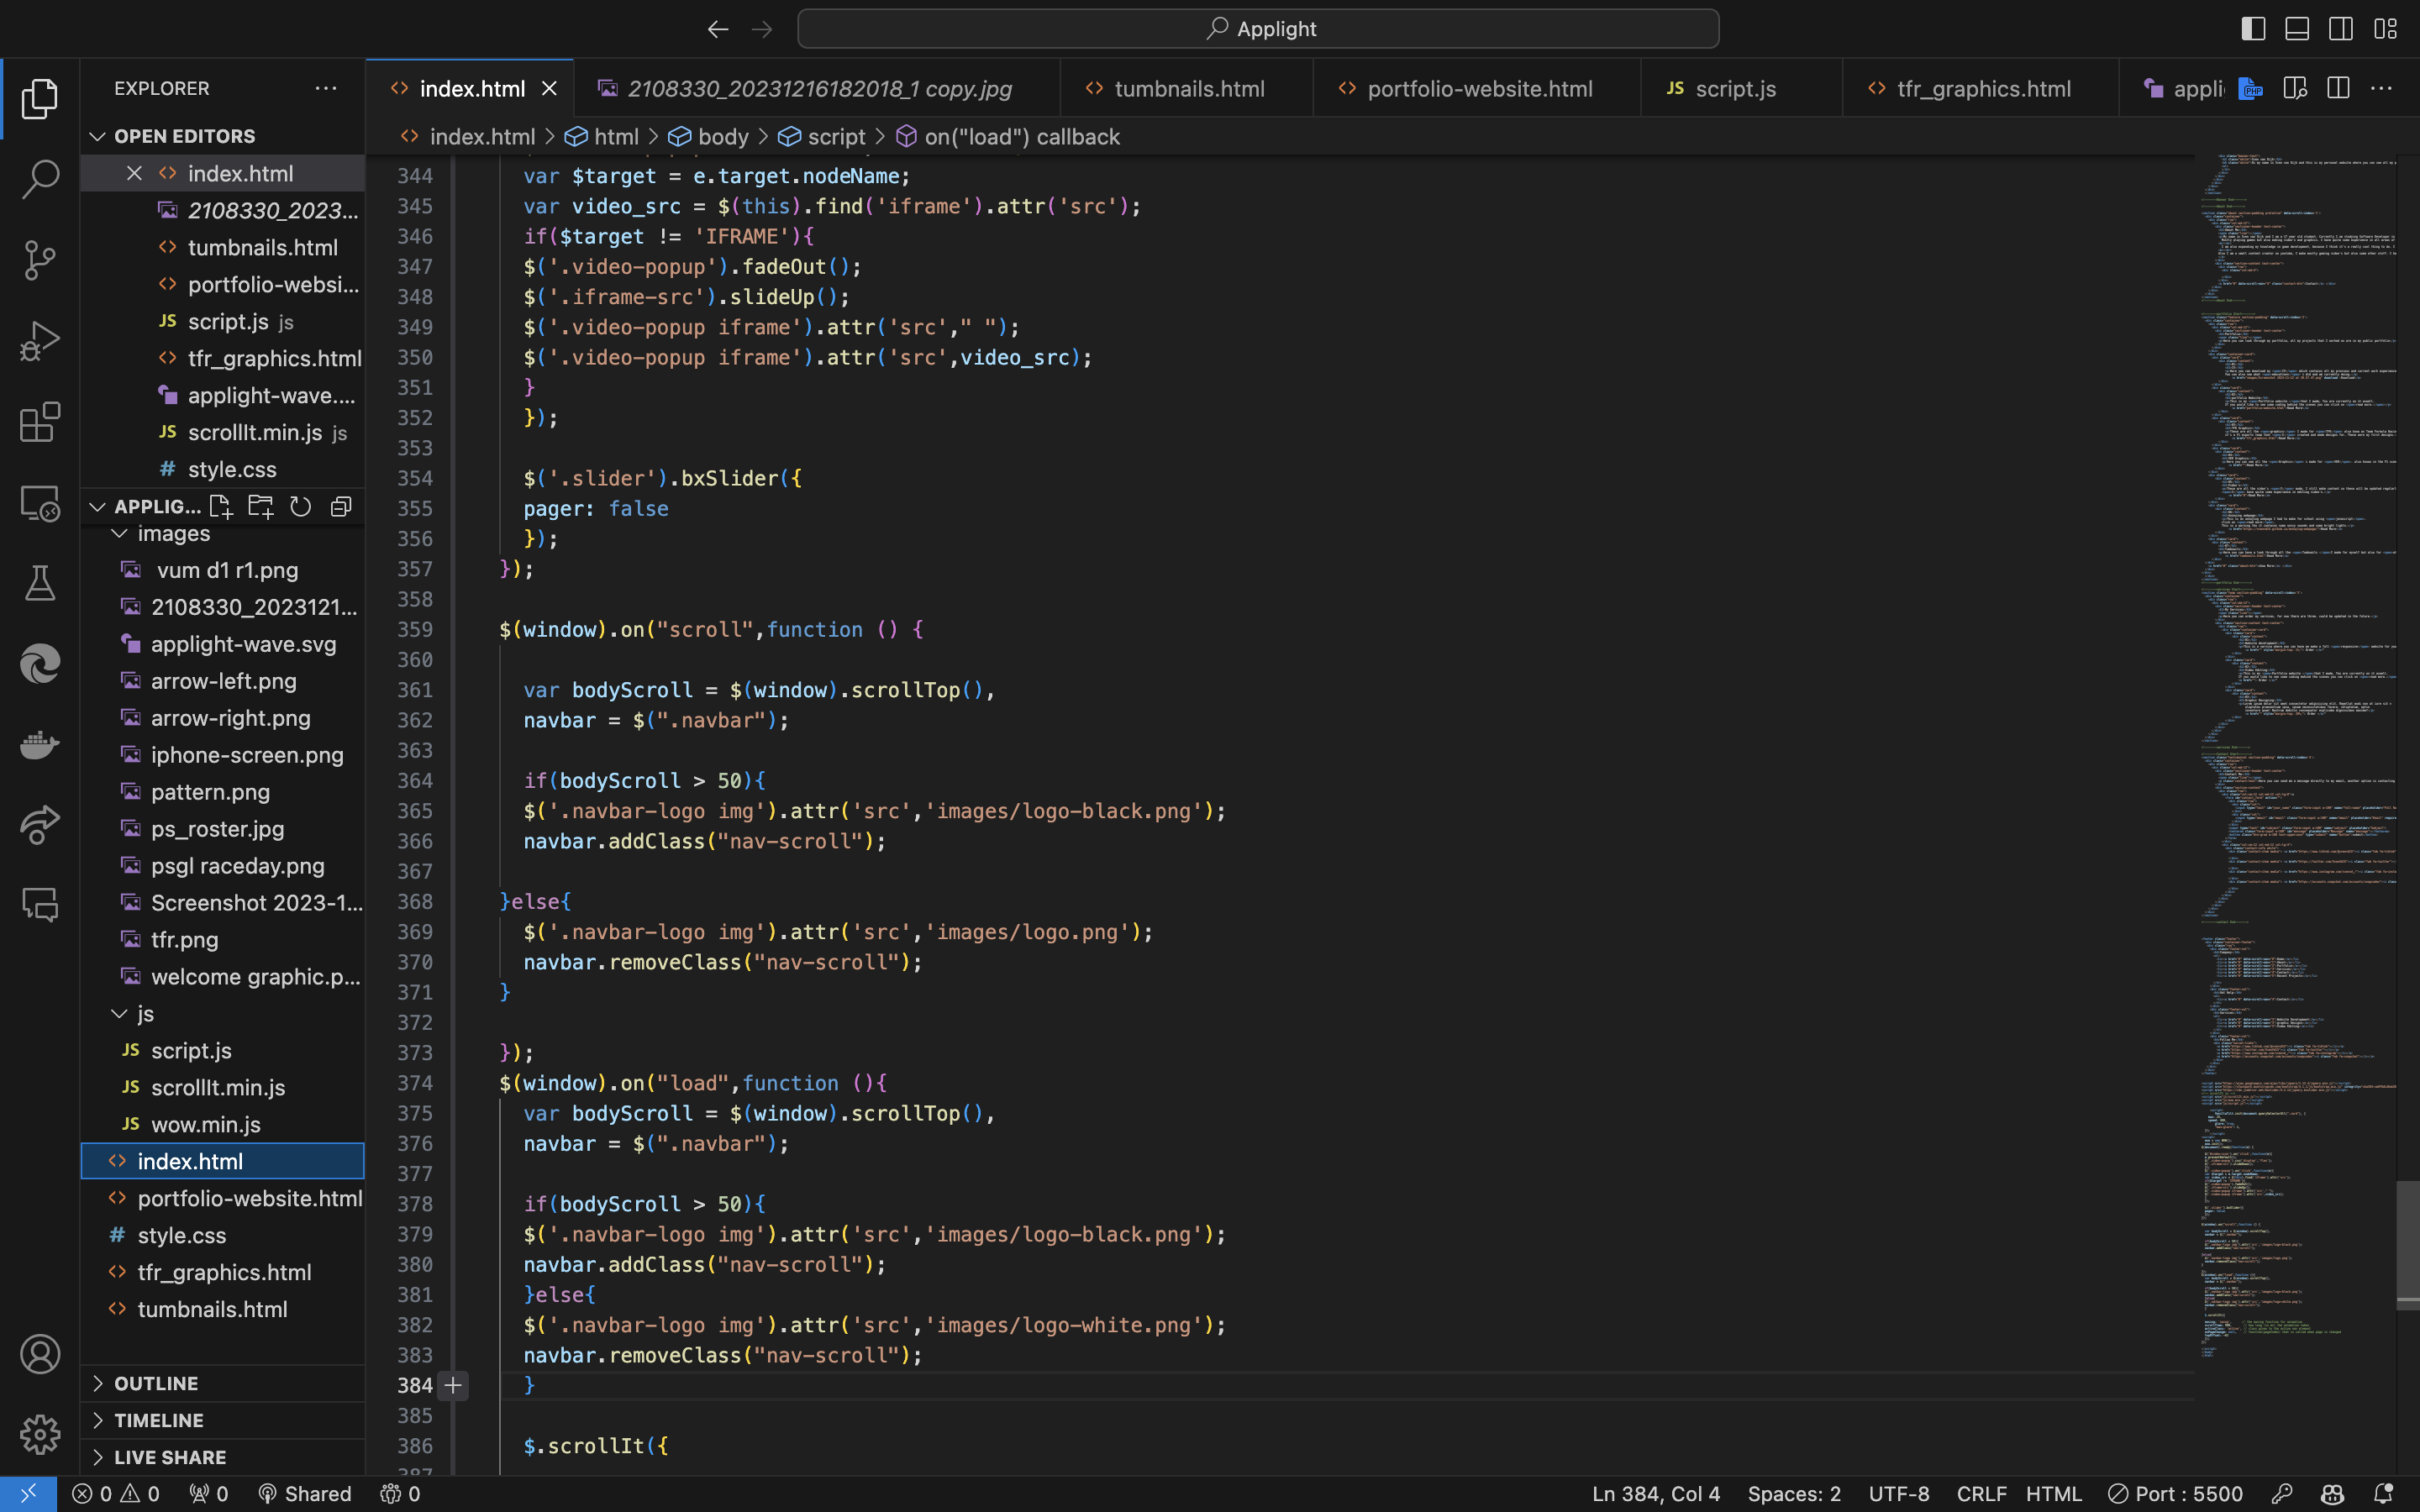 Applight
EXPLORER
OPEN EDITORS
index.html
2108330_2023...
tumbnails.html
portfolio-websi...
script.js js
tfr_graphics.html
applight-wave....
scrollIt.min.js js
style.css
APPLIG...
images
vum d1 r1.png
2108330_2023121...
applight-wave.svg
arrow-left.png
arrow-right.png
iphone-screen.png
pattern.png
ps_roster.jpg
psgl raceday.png
Screenshot 2023-1...
tfr.png
welcome graphic.p...
js
JS script.js
JS scrollIt.min.js
JS wow.min.js
index.html
portfolio-website.html
# style.css
tfr_graphics.html
tumbnails.html
OUTLINE
TIMELINE
LIVE SHARE
index.html
2108330_20231216182018_1 copy.jpg
tumbnails.html
portfolio-website.html
JS script.js
tfr_graphics.html
appli
index.html > html > body > script > on("load") callback
344 var $target = e.target.nodeName;
345 var video_src = $(this).find('iframe').attr('src');
346 if($target != 'IFRAME'){
347 $('.video-popup').fadeOut();
348 $('.iframe-src').slideUp();
349 $('.video-popup iframe').attr('src'," ");
350 $('.video-popup iframe').attr('src',video_src);
351 }
352 });
353
354 $('.slider').bxSlider({
355 pager: false
356 });
357 });
358
359 $(window).on("scroll",function () {
360
361 var bodyScroll = $(window).scrollTop(),
362 navbar = $(".navbar");
363
364 if(bodyScroll > 50){
365 $('.navbar-logo img').attr('src','images/logo-black.png');
366 navbar.addClass("nav-scroll");
367
368 }else{
369 $('.navbar-logo img').attr('src','images/logo.png');
370 navbar.removeClass("nav-scroll");
371 }
372
373 });
374 $(window).on("load",function (){
375 var bodyScroll = $(window).scrollTop(),
376 navbar = $(".navbar");
377
378 if(bodyScroll > 50){
379 $('.navbar-logo img').attr('src','images/logo-black.png');
380 navbar.addClass("nav-scroll");
381 }else{
382 $('.navbar-logo img').attr('src','images/logo-white.png');
383 navbar.removeClass("nav-scroll");
384 }
385
386 $.scrollIt({
387
0 0 0 Shared 0 Ln 384, Col 4 Spaces: 2 UTF-8 CRLF HTML Port : 5500